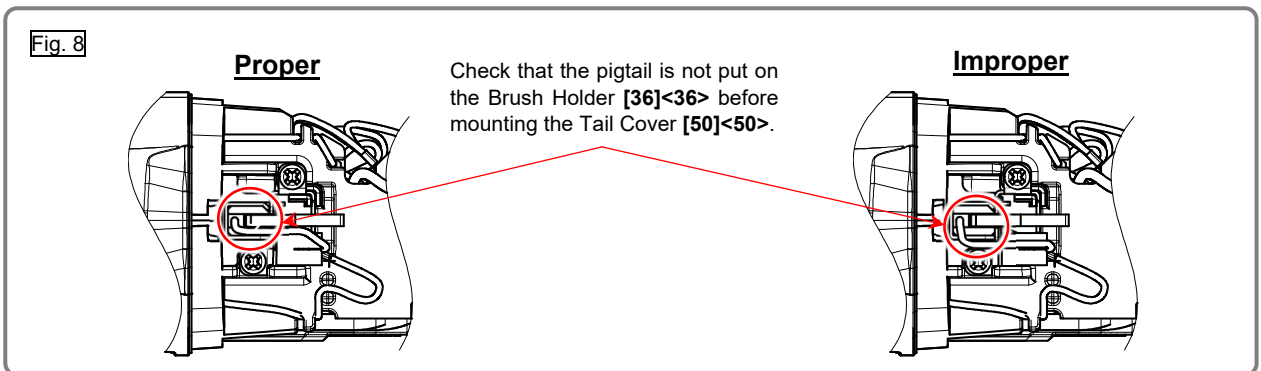 Fig. 8
Proper
Check that the pigtail is not put on
the Brush Holder [36]<36> before
mounting the Tail Cover [50]<50>.
Improper